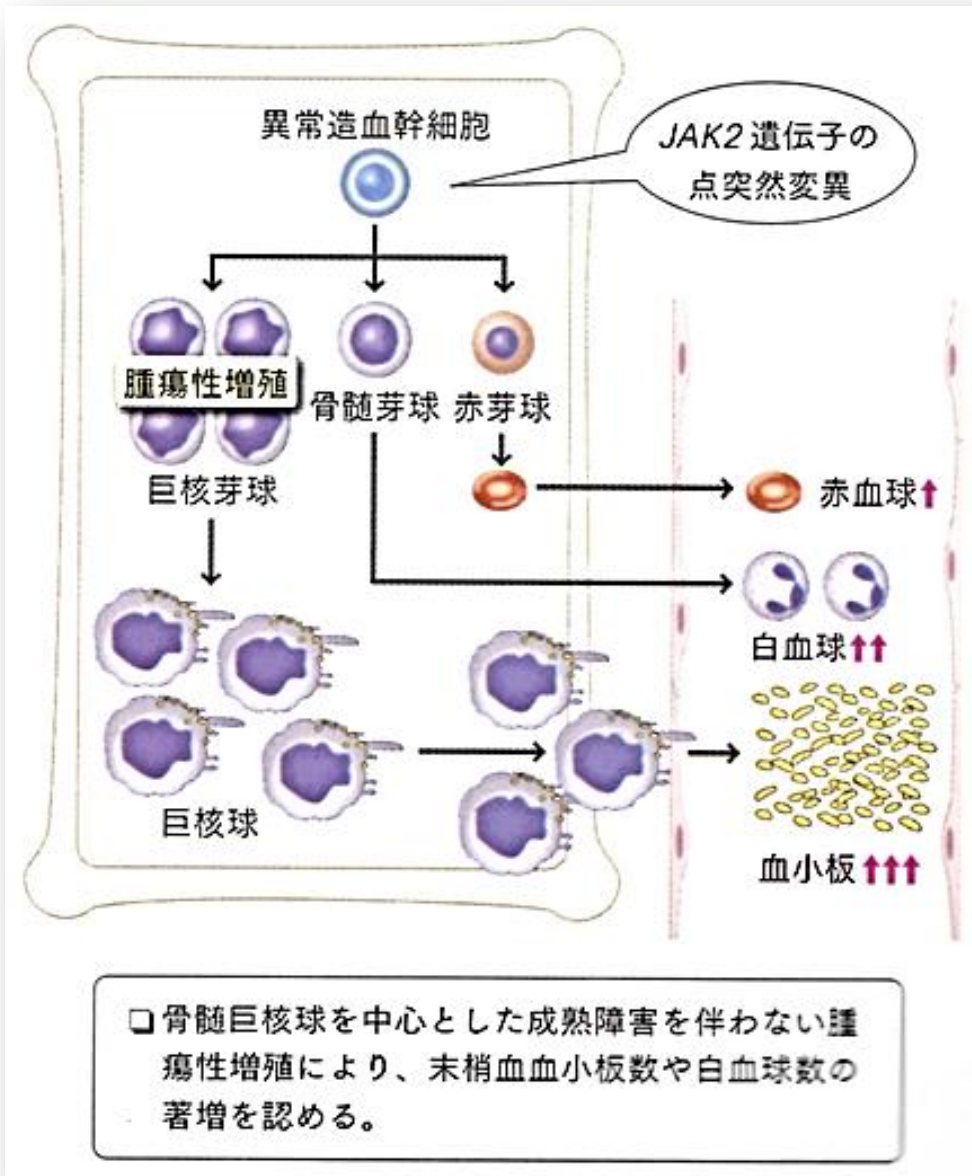 異常造血幹細胞
JAK2 遺伝子の
点突然変異
腫瘍性増殖
骨髄芽球
赤芽球
巨核芽球
赤血球↑
白血球↑↑
巨核球
血小板↑↑↑
❑骨髄巨核球を中心とした成熟障害を伴わない腫
瘍性増殖により、末梢血血小板数や白血球数の
著増を認める。